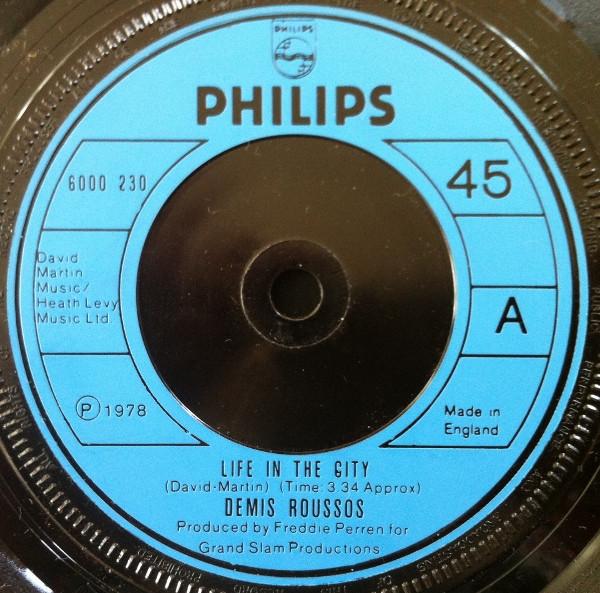 PHILIPS
PHILIPS
6000 230
45
David
Martin
Music/
Heath Levy
Music Ltd.
A
Ⓟ 1978
Made in
England
LIFE IN THE CITY
(David-Martin) (Time: 3.34 Approx)
DEMIS ROUSSOS
Produced by Freddie Perren for
Grand Slam Productions